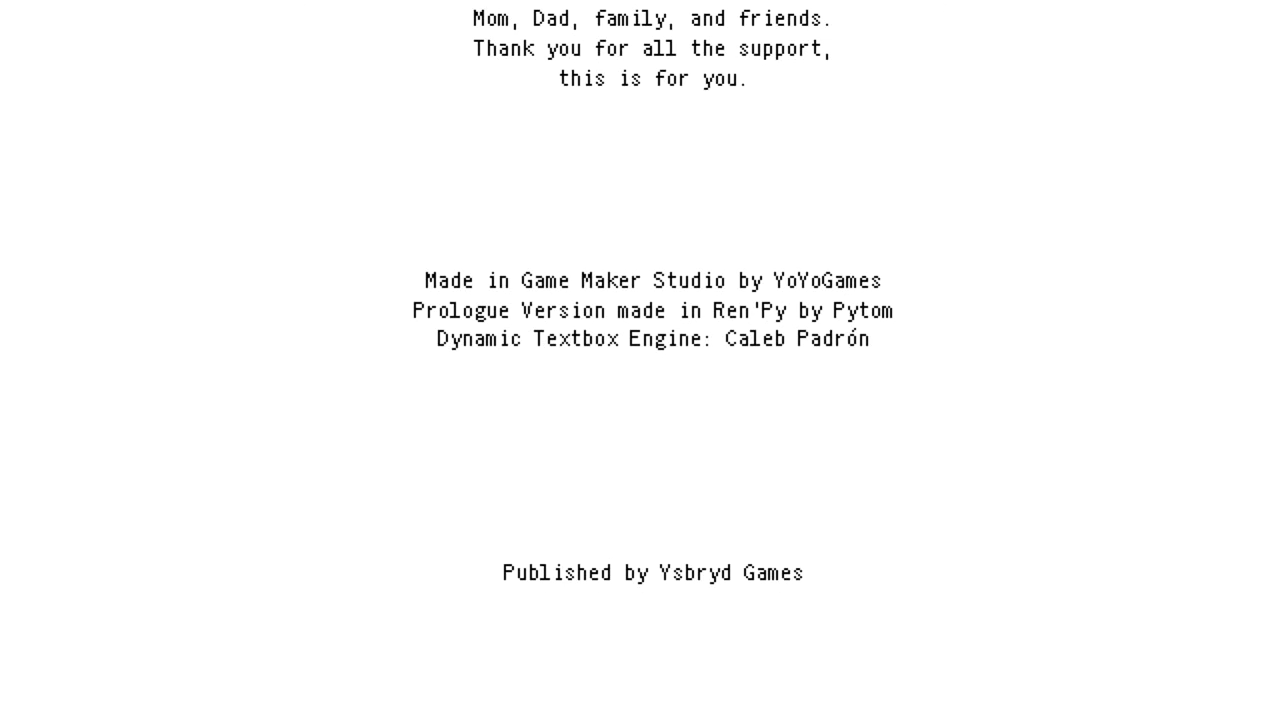 Mom, Dad, family, and friends.
Thank you for all the support,
this is for you.
Made in Game Maker Studio by YoYoGames
Prologue Version made in Ren'Py by Pytom
Dynamic Textbox Engine: Caleb Padrón
Published by Ysbryd Games